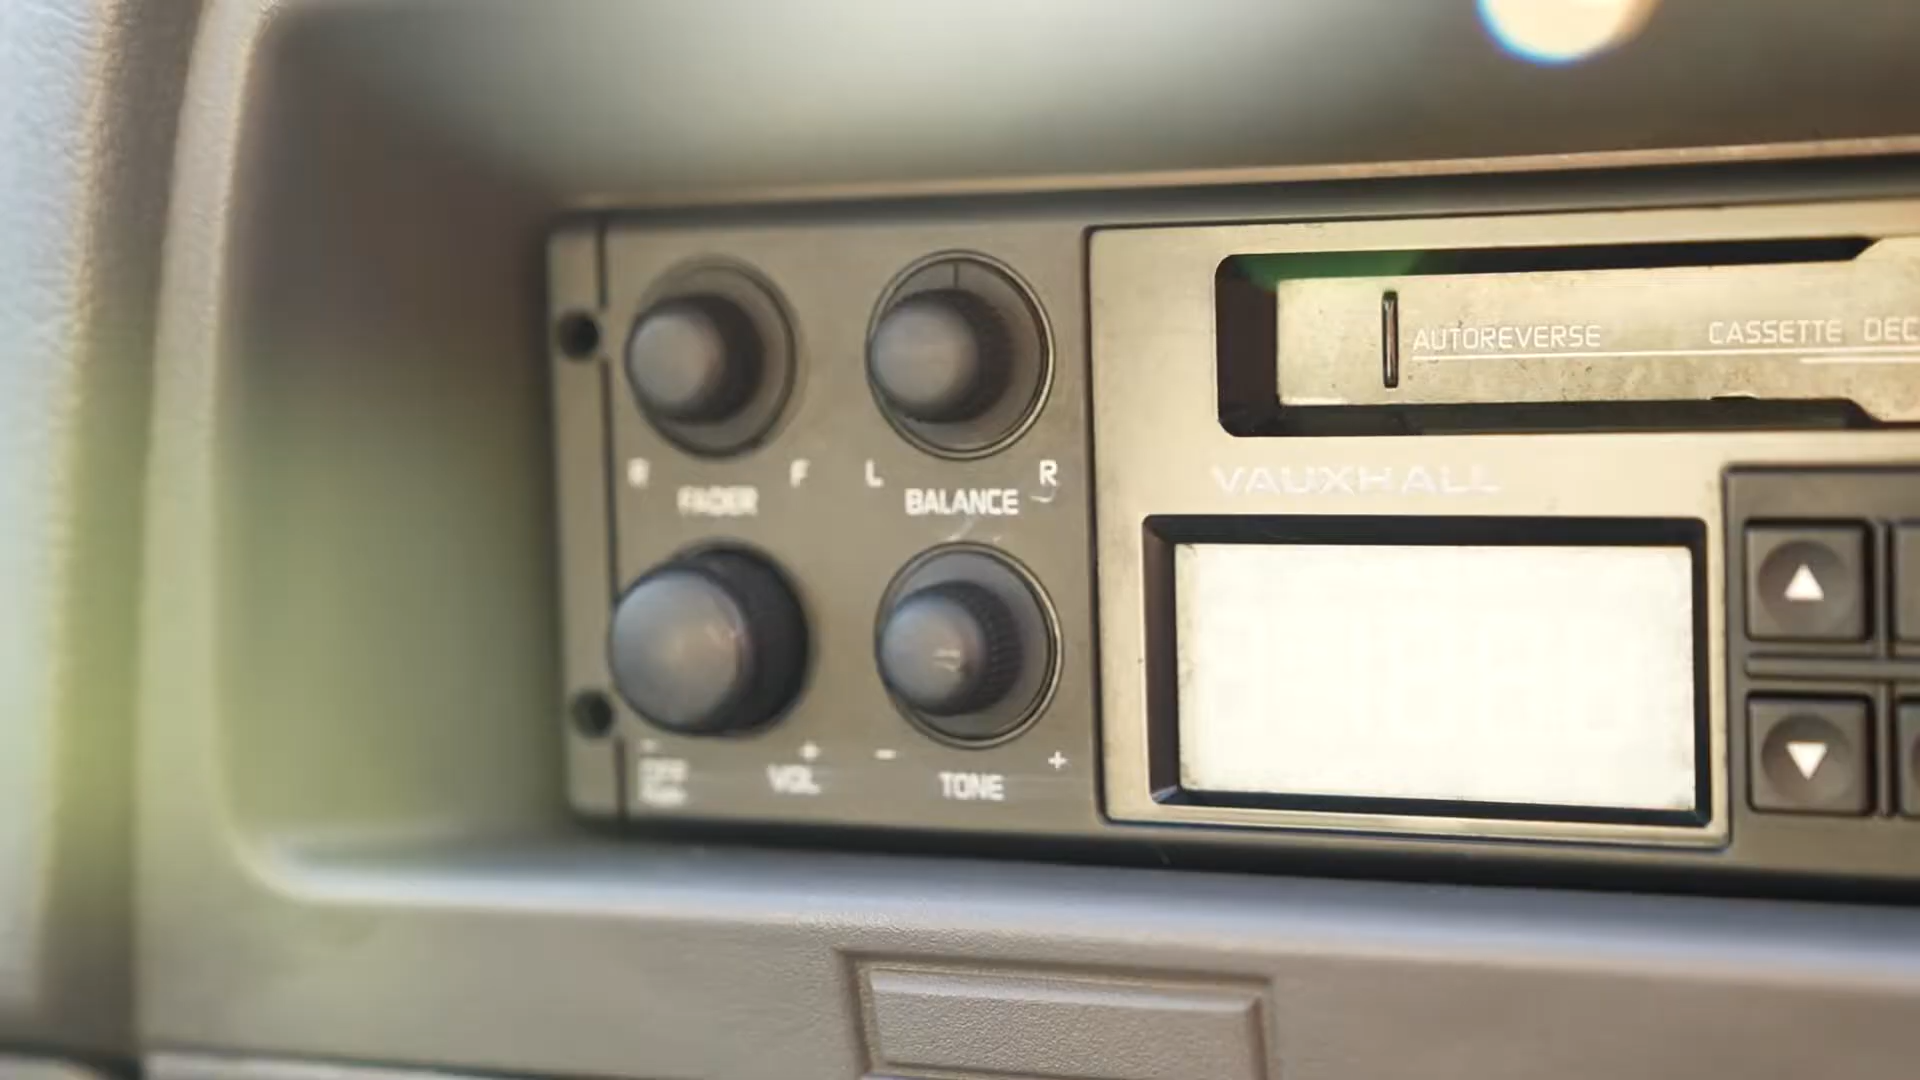 AUTOREVERSE CASSETTE DEC
R F L R
FADER BALANCE
VAUXHALL
- + - +
VOL TONE